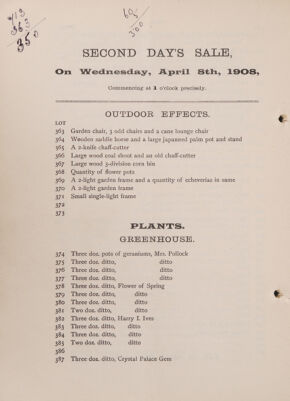 713
363
350
60
300
SECOND DAY'S SALE,
On Wednesday, April 8th, 1908,
Commencing at 1 o'clock precisely.
OUTDOOR EFFECTS.
LOT
363 Garden chair, 3 odd chairs and a cane lounge chair
364 Wooden saddle horse and a large japanned palm pot and stand
365 A 2-knife chaff-cutter
366 Large wood coal shoot and an old chaff-cutter
367 Large wood 3-division corn bin
368 Quantity of flower pots
369 A 2-light garden frame and a quantity of echeverias in same
370 A 2-light garden frame
371 Small single-light frame
372
373
PLANTS.
GREENHOUSE.
374 Three doz. pots of geraniums, Mrs. Pollock
375 Three doz. ditto, ditto
376 Three doz. ditto, ditto
377 Three doz. ditto, ditto
378 Three doz. ditto, Flower of Spring
379 Three doz. ditto, ditto
380 Three doz. ditto, ditto
381 Two doz. ditto, ditto
382 Three doz. ditto, Harry I. Ives
383 Three doz. ditto, ditto
384 Three doz. ditto, ditto
385 Two doz. ditto, ditto
386
387 Three doz. ditto, Crystal Palace Gem